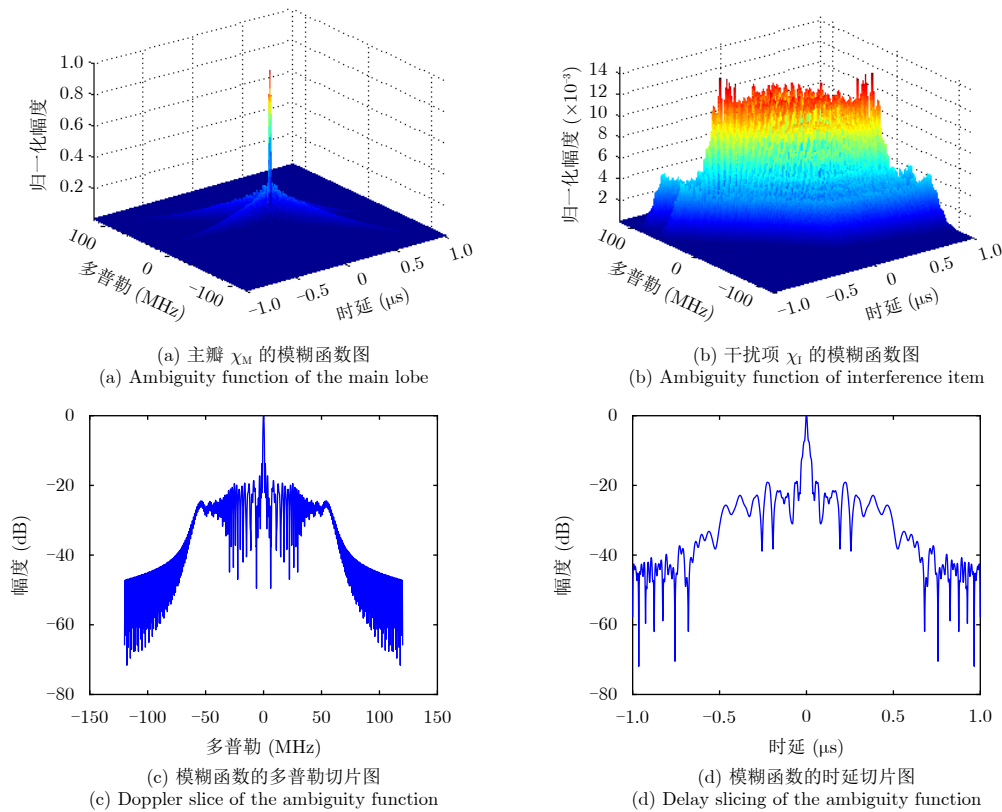 1.0
0.8
0.6
0.4
0.2
归一化幅度
100
0
−100
多普勒 (MHz)
−1.0
−0.5
0
0.5
1.0
时延 (μs)
(a) 主瓣 χM 的模糊函数图
(a) Ambiguity function of the main lobe
14
12
10
8
6
4
2
归一化幅度 (×10⁻³)
100
0
−100
多普勒 (MHz)
−1.0
−0.5
0
0.5
1.0
时延 (μs)
(b) 干扰项 χI 的模糊函数图
(b) Ambiguity function of interference item
0
−20
−40
−60
−80
幅度 (dB)
−150 −100 −50 0 50 100 150
多普勒 (MHz)
(c) 模糊函数的多普勒切片图
(c) Doppler slice of the ambiguity function
0
−20
−40
−60
−80
幅度 (dB)
−1.0 −0.5 0 0.5 1.0
时延 (μs)
(d) 模糊函数的时延切片图
(d) Delay slicing of the ambiguity function